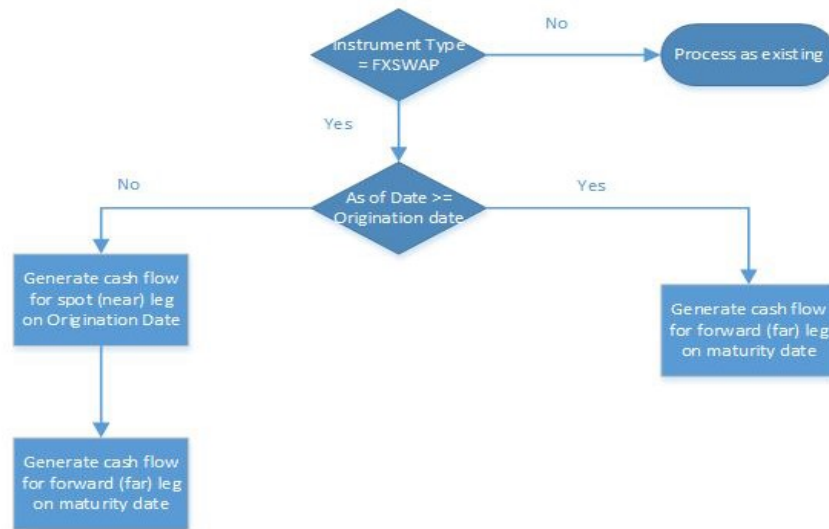 Instrument Type
= FXSWAP
No
Process as existing
Yes
No
As of Date >=
Origination date
Yes
Generate cash flow
for spot (near) leg
on Origination Date
Generate cash flow
for forward (far) leg
on maturity date
Generate cash flow
for forward (far) leg
on maturity date